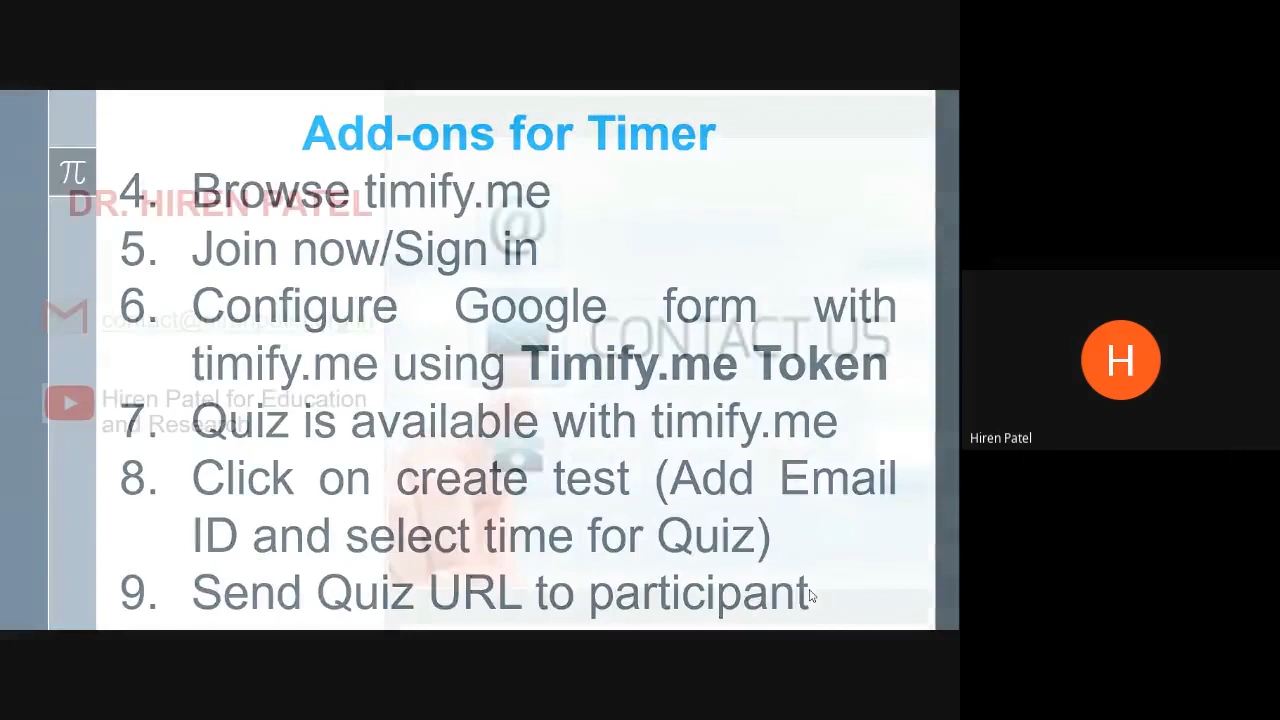 Add-ons for Timer
π
4. Browse timify.me
DR. HIREN PATEL
@
5. Join now/Sign in
6. Configure Google form with
CONTACT US
timify.me using Timify.me Token
Hiren Patel for Education
and Research
7. Quiz is available with timify.me
8. Click on create test (Add Email
ID and select time for Quiz)
9. Send Quiz URL to participant
H
Hiren Patel